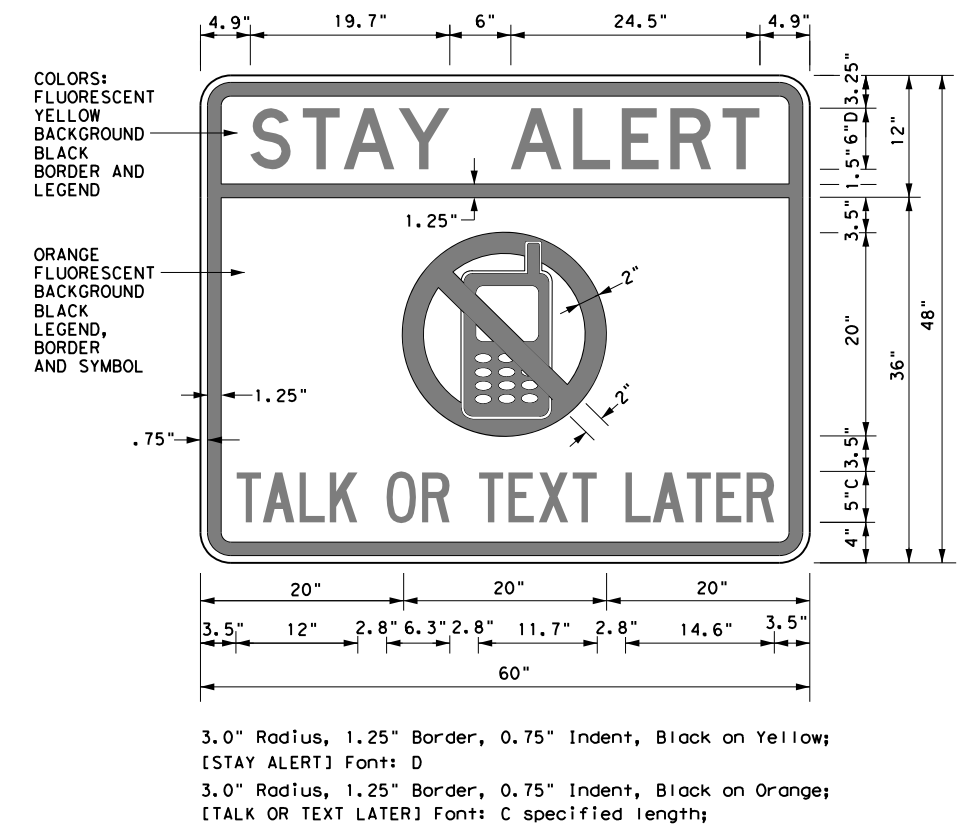 4.9" 19.7" 6" 24.5" 4.9"
COLORS:
FLUORESCENT
YELLOW
BACKGROUND
BLACK
BORDER AND
LEGEND
STAY ALERT
3.25"
6"D
1.5"
12"
1.25"
3.5"
ORANGE
FLUORESCENT
BACKGROUND
BLACK
LEGEND,
BORDER
AND SYMBOL
2"
20"
48"
36"
1.25"
2"
.75"
3.5"
TALK OR TEXT LATER
5"C
4"
20" 20" 20"
3.5" 12" 2.8" 6.3" 2.8" 11.7" 2.8" 14.6" 3.5"
60"
3.0" Radius, 1.25" Border, 0.75" Indent, Black on Yellow;
[STAY ALERT] Font: D
3.0" Radius, 1.25" Border, 0.75" Indent, Black on Orange;
[TALK OR TEXT LATER] Font: C specified length;